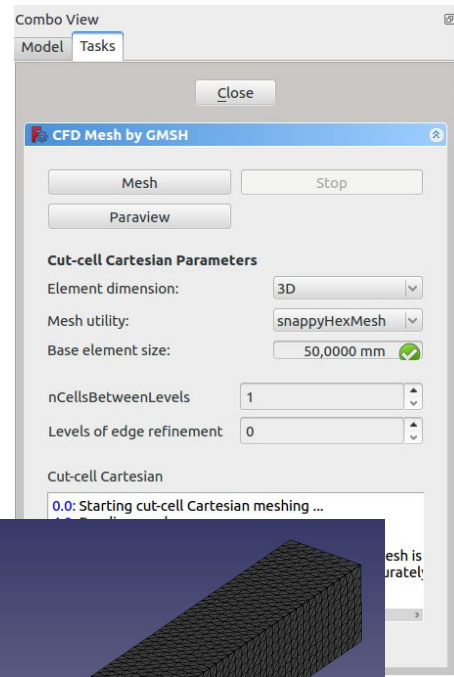 Combo View
Model Tasks
Close
CFD Mesh by GMSH
Mesh Stop
Paraview
Cut-cell Cartesian Parameters
Element dimension: 3D
Mesh utility: snappyHexMesh
Base element size: 50,0000 mm
nCellsBetweenLevels 1
Levels of edge refinement 0
Cut-cell Cartesian
0.0: Starting cut-cell Cartesian meshing ...
esh is